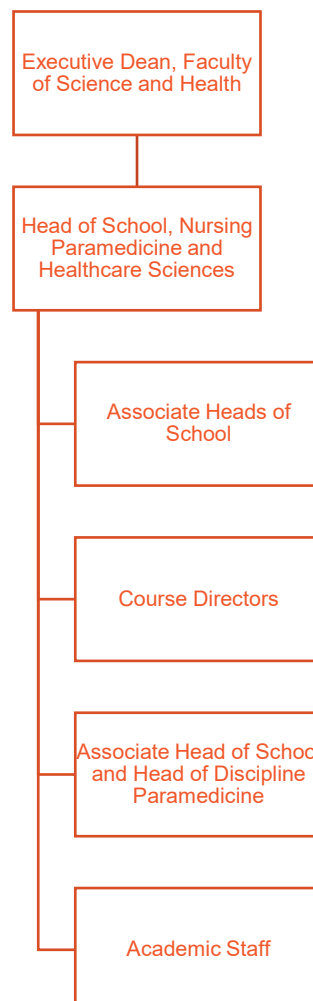 Executive Dean, Faculty
of Science and Health
Head of School, Nursing
Paramedicine and
Healthcare Sciences
Associate Heads of
School
Course Directors
Associate Head of School
and Head of Discipline
Paramedicine
Academic Staff